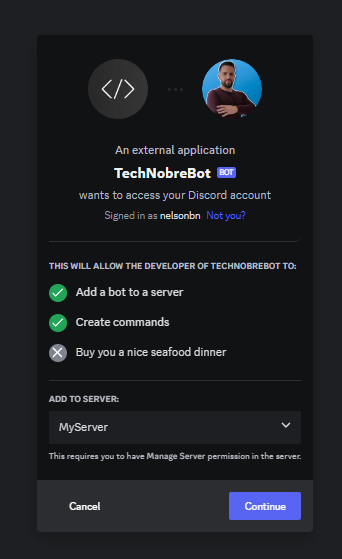 </>
An external application
TechNobreBot BOT
wants to access your Discord account
Signed in as nelsonbn Not you?
THIS WILL ALLOW THE DEVELOPER OF TECHNOBREBOT TO:
Add a bot to a server
Create commands
Buy you a nice seafood dinner
ADD TO SERVER:
MyServer
This requires you to have Manage Server permission in the server.
Cancel Continue